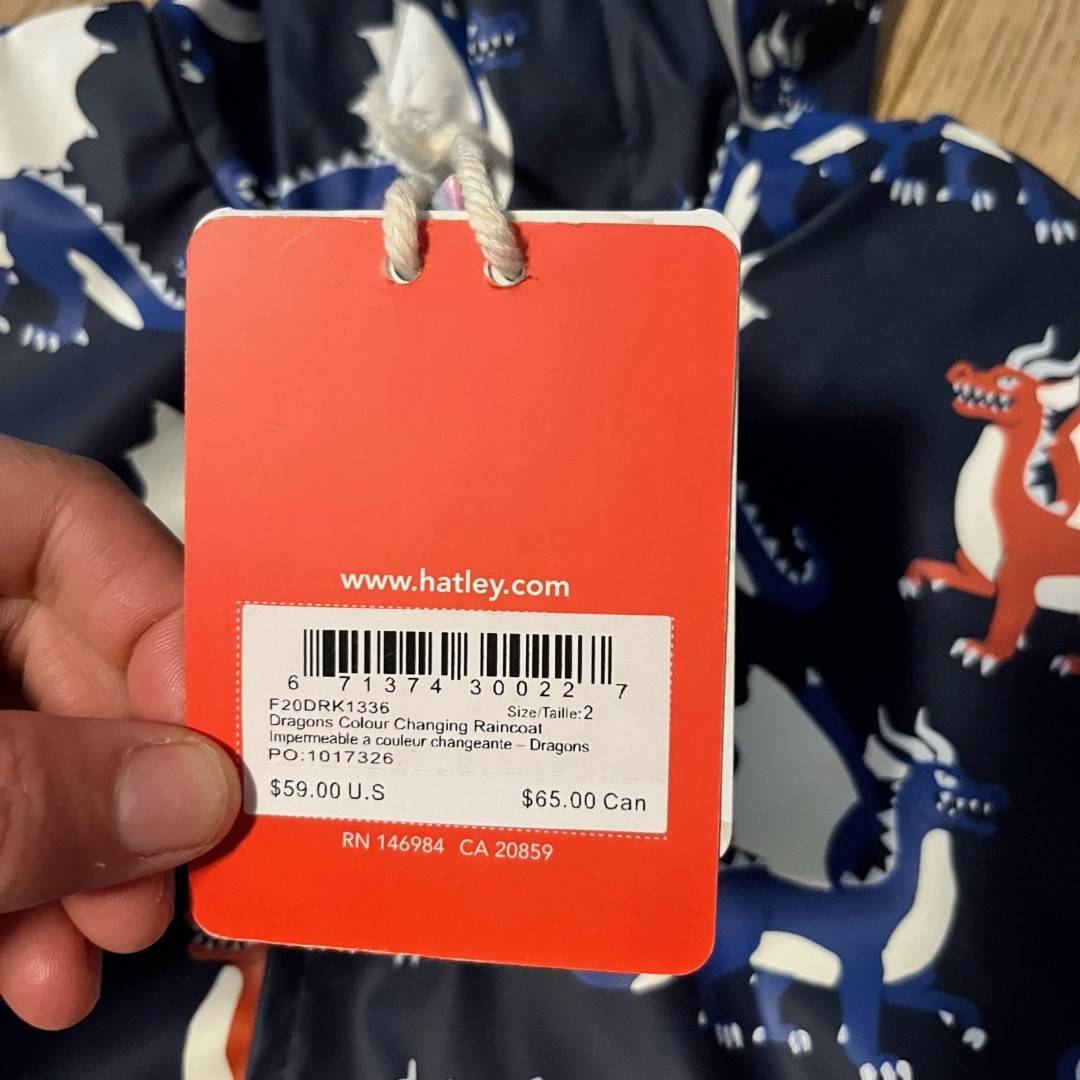 www.hatley.com
6 71374 30022 7
F20DRK1336 Size/Taille:2
Dragons Colour Changing Raincoat
Impermeable a couleur changeante – Dragons
PO:1017326
$59.00 U.S $65.00 Can
RN 146984 CA 20859